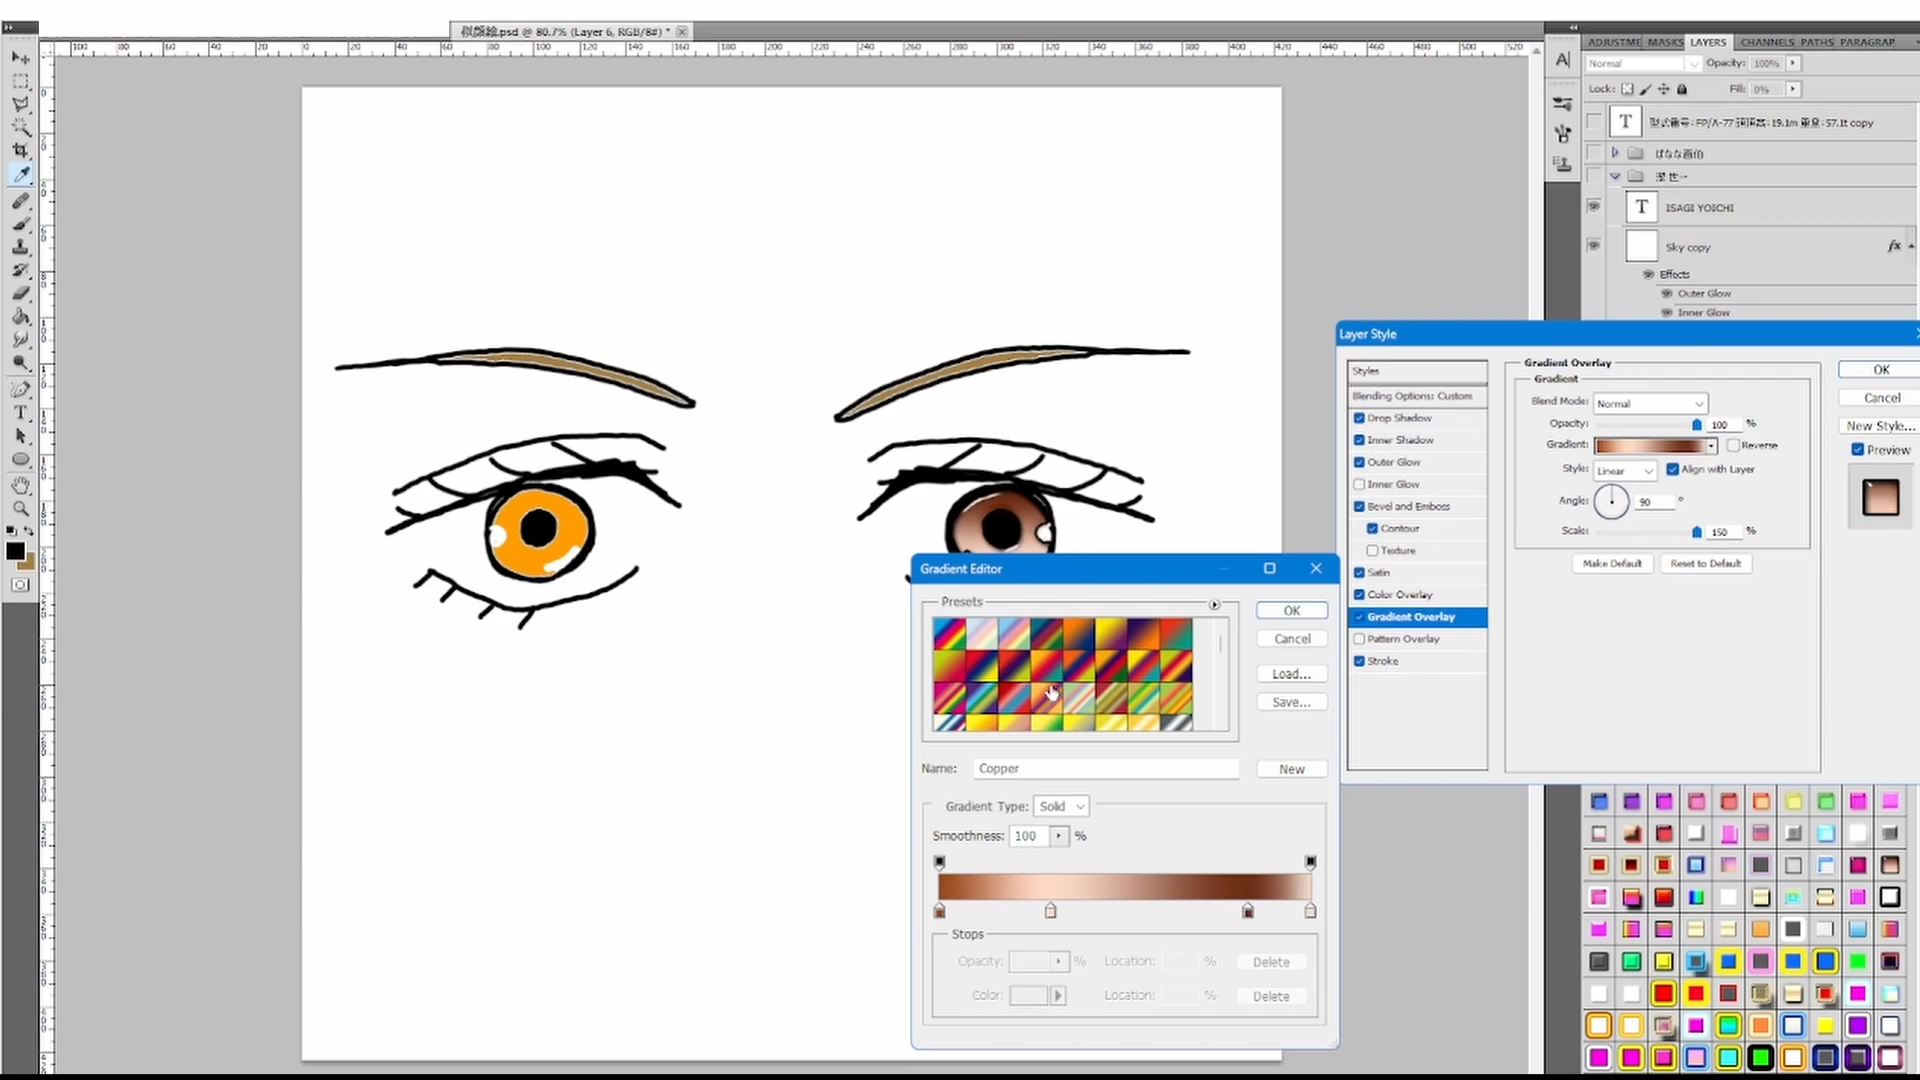 似顔絵.psd @ 80.7% (Layer 6, RGB/8#) *
ADJUSTME MASKS LAYERS CHANNELS PATHS PARAGRAP
Normal Opacity: 100%
Lock: Fill: 0%
型式番号:FP/A-77 頭頂高:19.1m 重量:57.1t copy
ばなな画伯
潔 世一
ISAGI YOICHI
Sky copy fx
Effects
Outer Glow
Inner Glow
Layer Style
Styles
Blending Options: Custom
Drop Shadow
Inner Shadow
Outer Glow
Inner Glow
Bevel and Emboss
Contour
Texture
Satin
Color Overlay
Gradient Overlay
Pattern Overlay
Stroke
Gradient Overlay
Gradient
Blend Mode: Normal
Opacity: 100 %
Gradient: Reverse
Style: Linear Align with Layer
Angle: 90 °
Scale: 150 %
Make Default Reset to Default
OK
Cancel
New Style...
Preview
Gradient Editor
Presets
OK
Cancel
Load...
Save...
Name: Copper New
Gradient Type: Solid
Smoothness: 100 %
Stops
Opacity: % Location: % Delete
Color: Location: % Delete